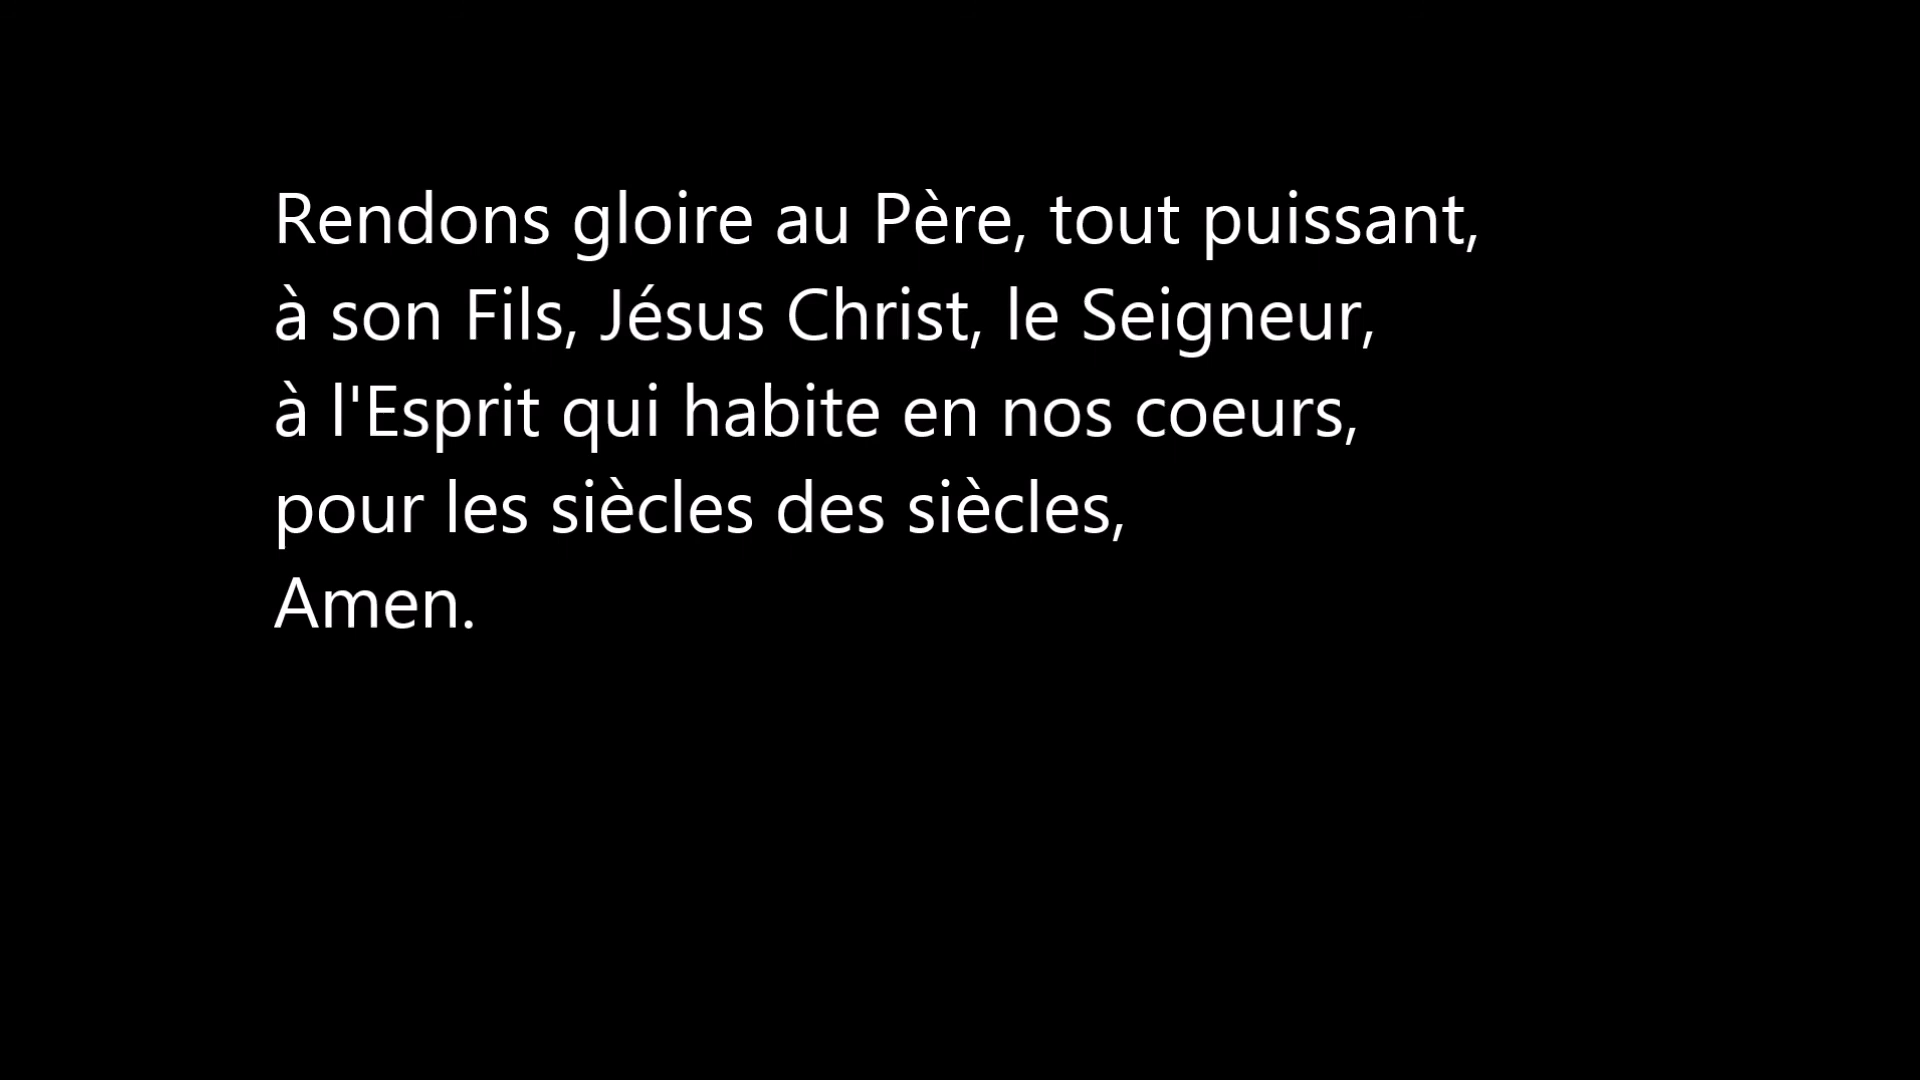 Rendons gloire au Père, tout puissant,
à son Fils, Jésus Christ, le Seigneur,
à l'Esprit qui habite en nos coeurs,
pour les siècles des siècles,
Amen.